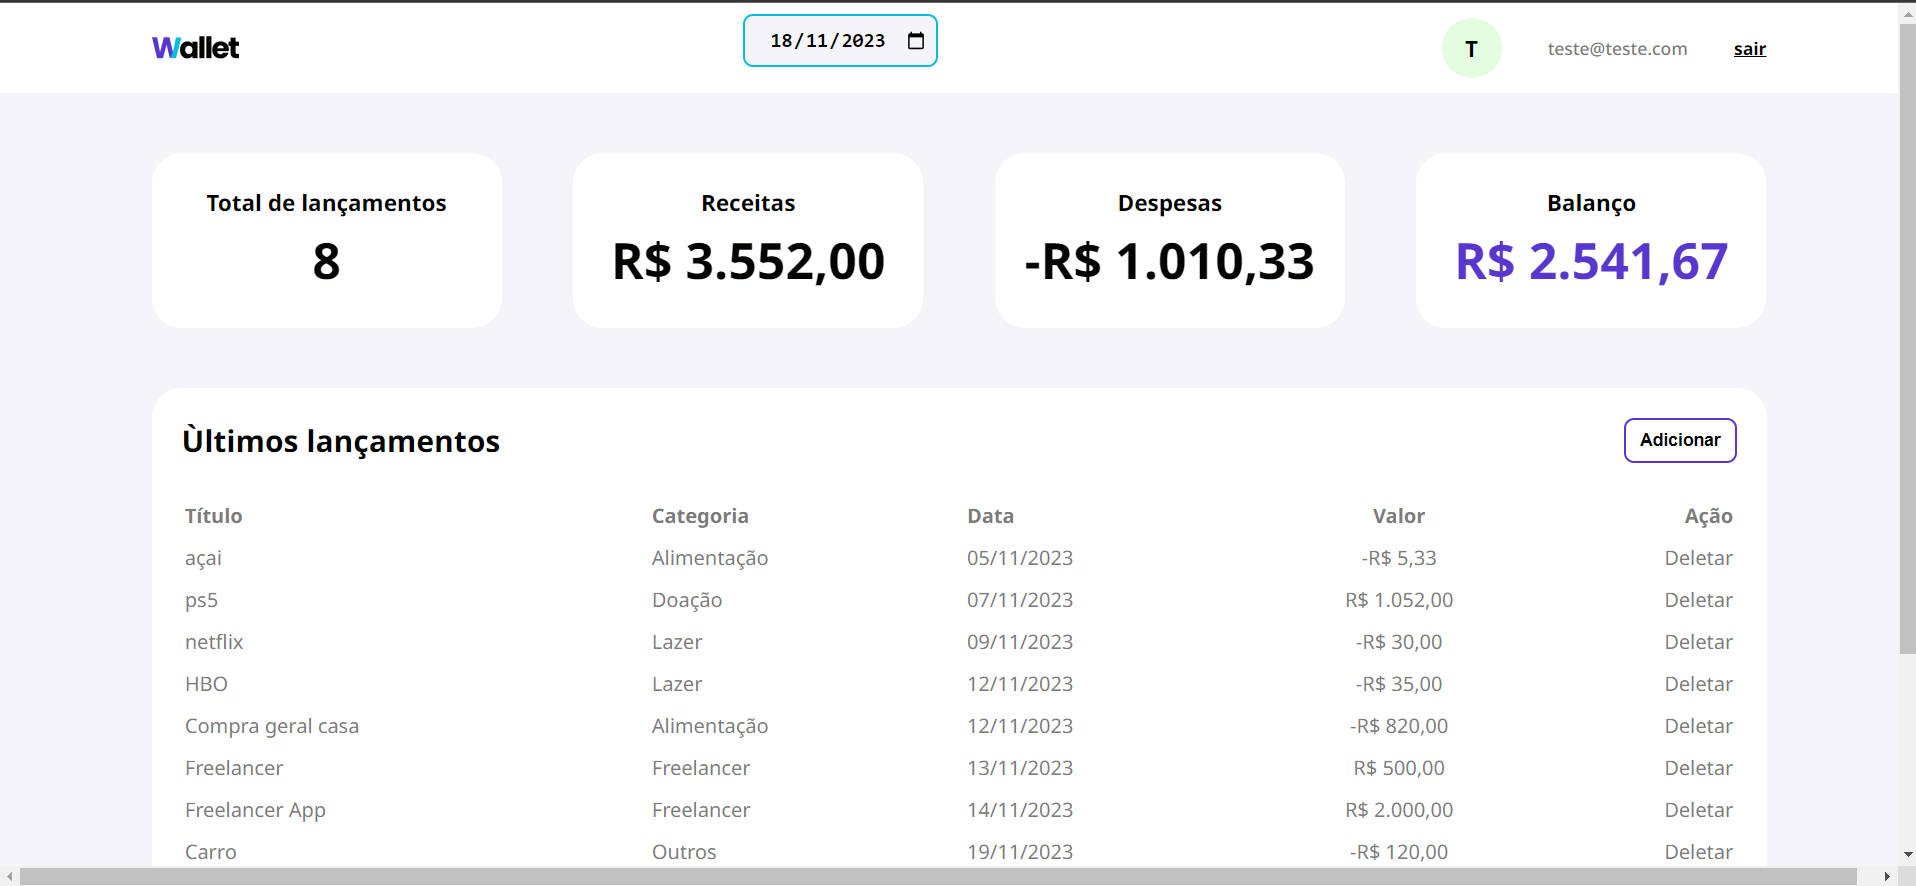 Wallet
18/11/2023
T
teste@teste.com
sair
Total de lançamentos
8
Receitas
R$ 3.552,00
Despesas
-R$ 1.010,33
Balanço
R$ 2.541,67
Ùltimos lançamentos
Adicionar
Título Categoria Data Valor Ação
açai Alimentação 05/11/2023 -R$ 5,33 Deletar
ps5 Doação 07/11/2023 R$ 1.052,00 Deletar
netflix Lazer 09/11/2023 -R$ 30,00 Deletar
HBO Lazer 12/11/2023 -R$ 35,00 Deletar
Compra geral casa Alimentação 12/11/2023 -R$ 820,00 Deletar
Freelancer Freelancer 13/11/2023 R$ 500,00 Deletar
Freelancer App Freelancer 14/11/2023 R$ 2.000,00 Deletar
Carro Outros 19/11/2023 -R$ 120,00 Deletar